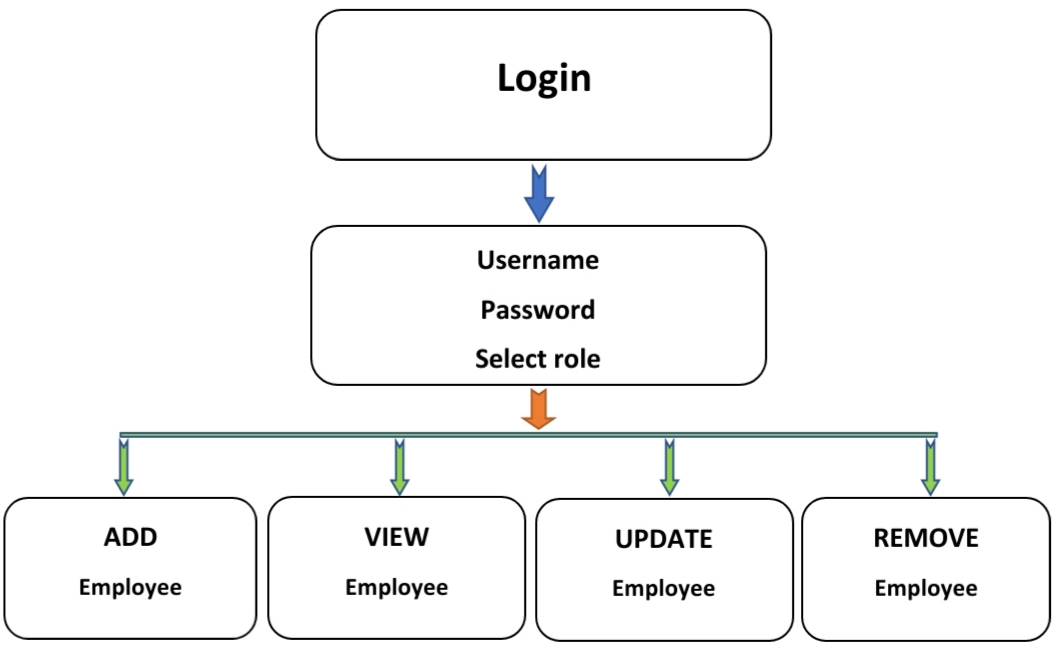 Login
Username
Password
Select role
ADD
Employee
VIEW
Employee
UPDATE
Employee
REMOVE
Employee